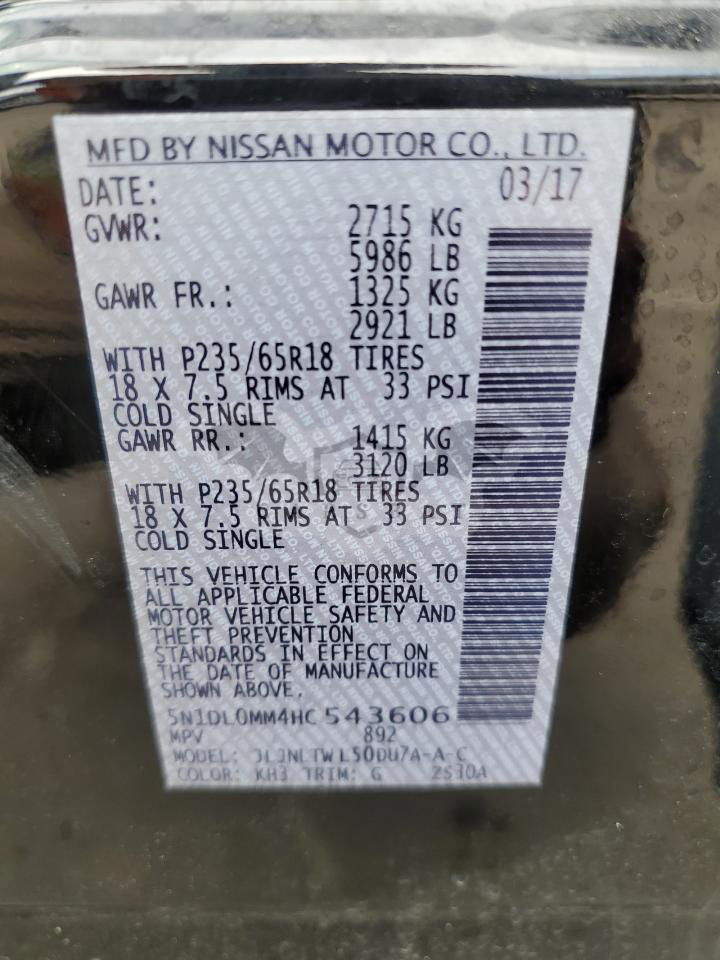 MFD BY NISSAN MOTOR CO., LTD.
DATE: 03/17
GVWR: 2715 KG
5986 LB
GAWR FR.: 1325 KG
2921 LB
WITH P235/65R18 TIRES
18 X 7.5 RIMS AT 33 PSI
COLD SINGLE
GAWR RR.: 1415 KG
3120 LB
WITH P235/65R18 TIRES
18 X 7.5 RIMS AT 33 PSI
COLD SINGLE
THIS VEHICLE CONFORMS TO
ALL APPLICABLE FEDERAL
MOTOR VEHICLE SAFETY AND
THEFT PREVENTION
STANDARDS IN EFFECT ON
THE DATE OF MANUFACTURE
SHOWN ABOVE.
5N1DL0MM4HC 543606
MPV 892
MODEL:
COLOR: KH3 TRIM: G